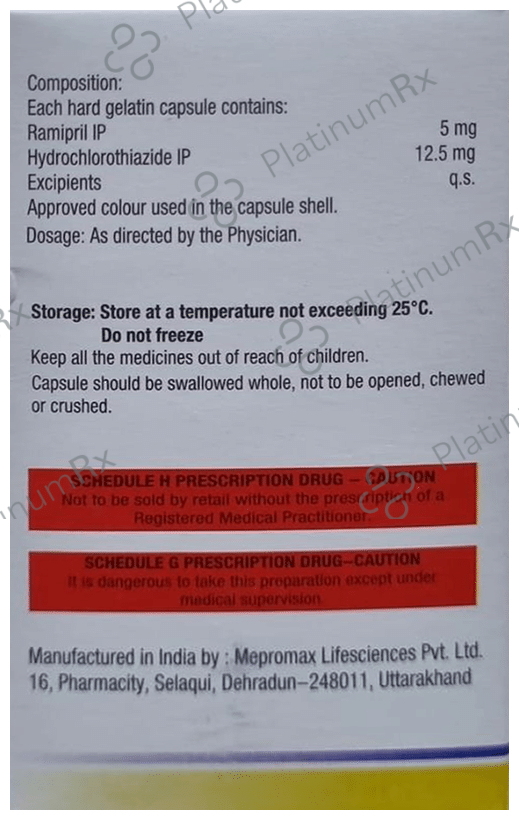 Composition:
Each hard gelatin capsule contains:
Ramipril IP 5 mg
Hydrochlorothiazide IP 12.5 mg
Excipients q.s.
Approved colour used in the capsule shell.
Dosage: As directed by the Physician.
Storage: Store at a temperature not exceeding 25°C.
Do not freeze
Keep all the medicines out of reach of children.
Capsule should be swallowed whole, not to be opened, chewed
or crushed.
SCHEDULE H PRESCRIPTION DRUG – CAUTION
Not to be sold by retail without the prescription of a
Registered Medical Practitioner.
SCHEDULE G PRESCRIPTION DRUG–CAUTION
It is dangerous to take this preparation except under
medical supervision
Manufactured in India by : Mepromax Lifesciences Pvt. Ltd.
16, Pharmacity, Selaqui, Dehradun–248011, Uttarakhand
PlatinumRx
PlatinumRx